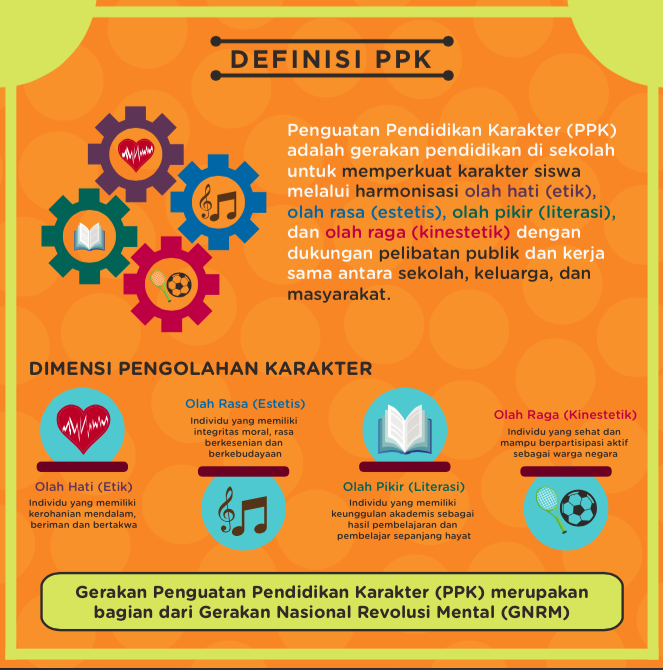 DEFINISI PPK
Penguatan Pendidikan Karakter (PPK)
adalah gerakan pendidikan di sekolah
untuk memperkuat karakter siswa
melalui harmonisasi olah hati (etik),
olah rasa (estetis), olah pikir (literasi),
dan olah raga (kinestetik) dengan
dukungan pelibatan publik dan kerja
sama antara sekolah, keluarga, dan
masyarakat.
DIMENSI PENGOLAHAN KARAKTER
Olah Hati (Etik)
Individu yang memiliki
kerohanian mendalam,
beriman dan bertakwa
Olah Rasa (Estetis)
Individu yang memiliki
integritas moral, rasa
berkesenian dan
berkebudayaan
Olah Pikir (Literasi)
Individu yang memiliki
keunggulan akademis sebagai
hasil pembelajaran dan
pembelajar sepanjang hayat
Olah Raga (Kinestetik)
Individu yang sehat dan
mampu berpartisipasi aktif
sebagai warga negara
Gerakan Penguatan Pendidikan Karakter (PPK) merupakan
bagian dari Gerakan Nasional Revolusi Mental (GNRM)